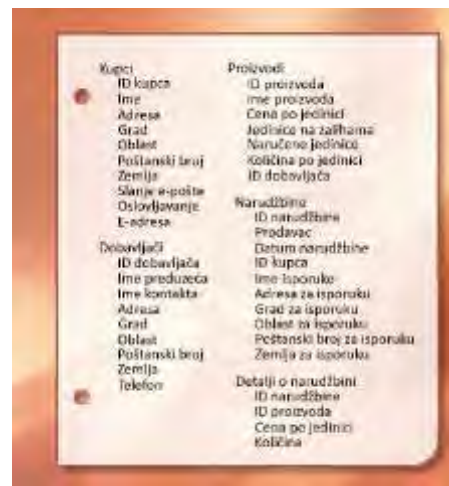 Kupci
ID kupca
Ime
Adresa
Grad
Oblast
Poštanski broj
Zemlja
Slanje e-pošte
Oslovljavanje
E-adresa
Dobavljači
ID dobavljača
Ime preduzeća
Ime kontakta
Adresa
Grad
Oblast
Poštanski broj
Zemlja
Telefon
Proizvodi
ID proizvoda
Ime proizvoda
Cena po jedinici
Jedinice na zalihama
Naručene jedinice
Količina po jedinici
ID dobavljača
Narudžbine
ID narudžbine
Prodavac
Datum narudžbine
ID kupca
Ime isporuke
Adresa za isporuku
Grad za isporuku
Oblast za isporuku
Poštanski broj za isporuku
Zemlja za isporuku
Detalji o narudžbini
ID narudžbine
ID proizvoda
Cena po jedinici
Količina